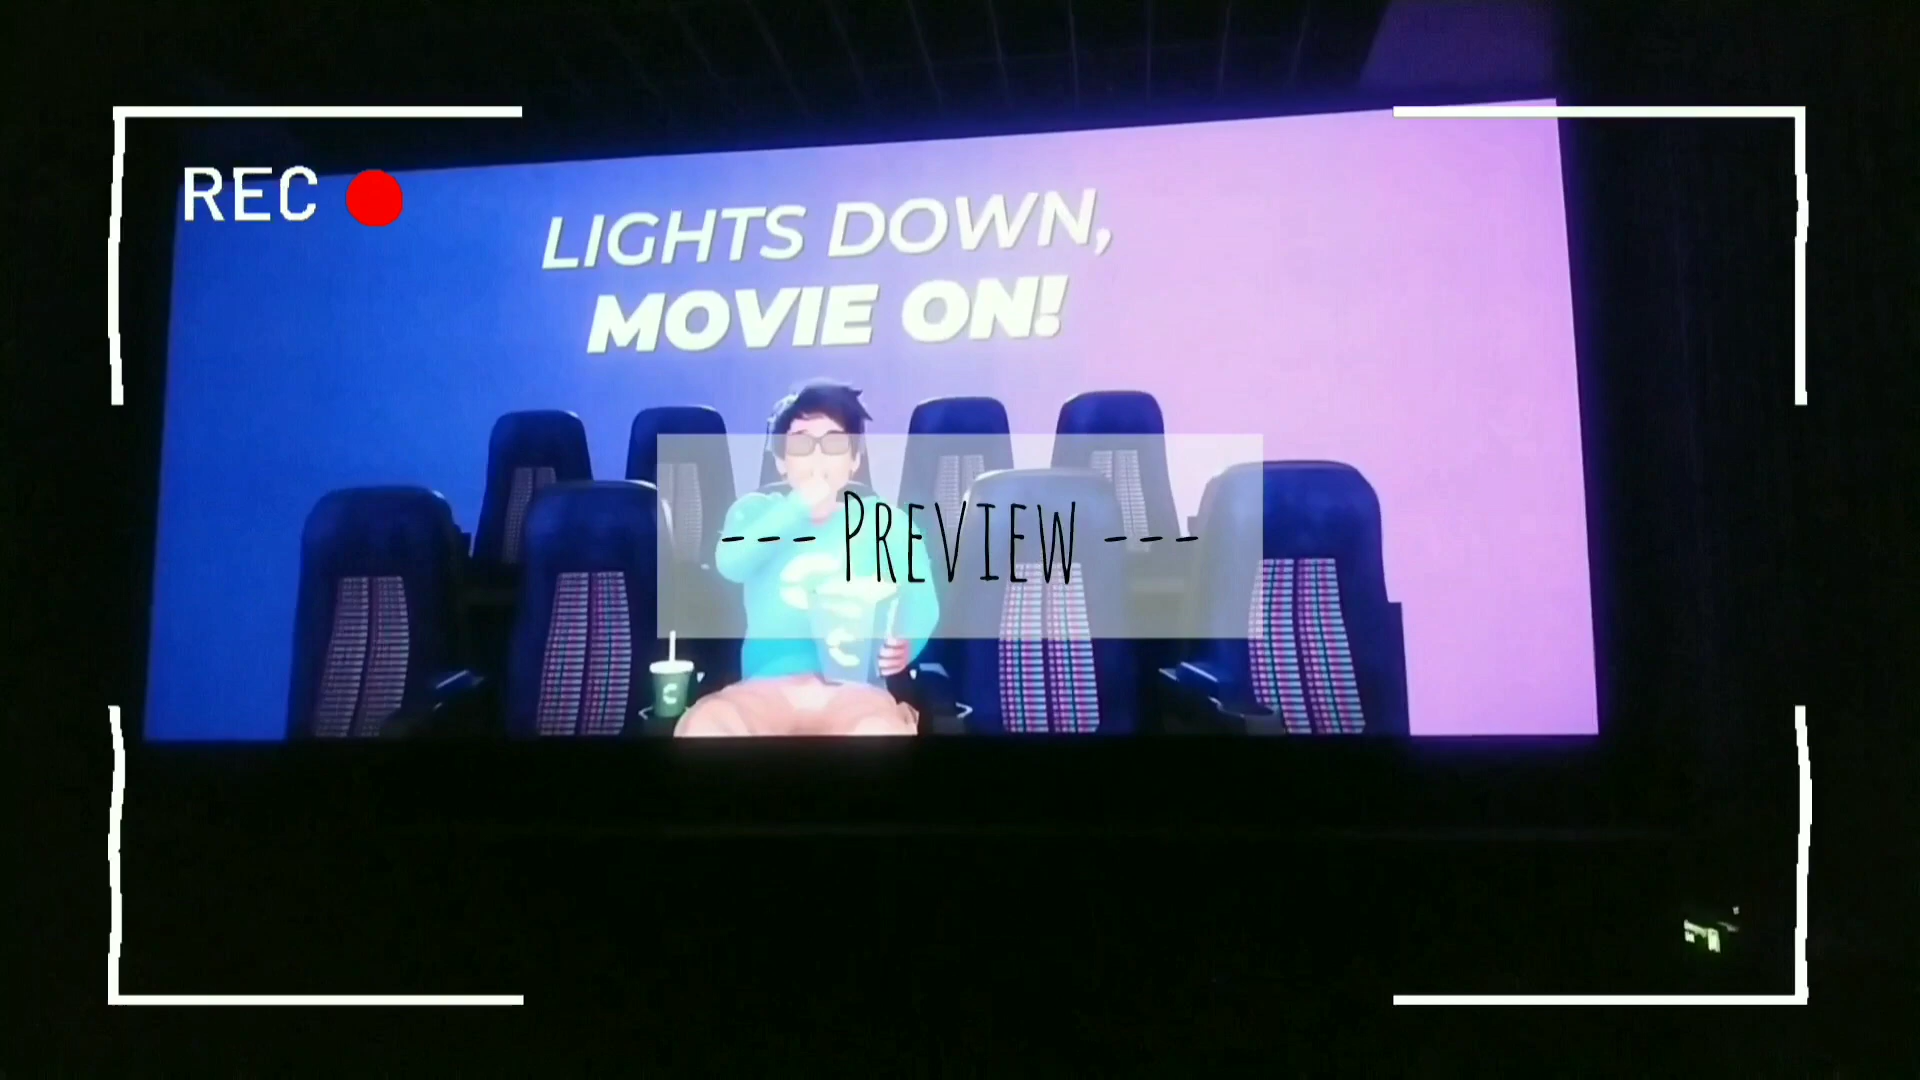 REC
LIGHTS DOWN,
MOVIE ON!
--- PREVIEW ---
C
C